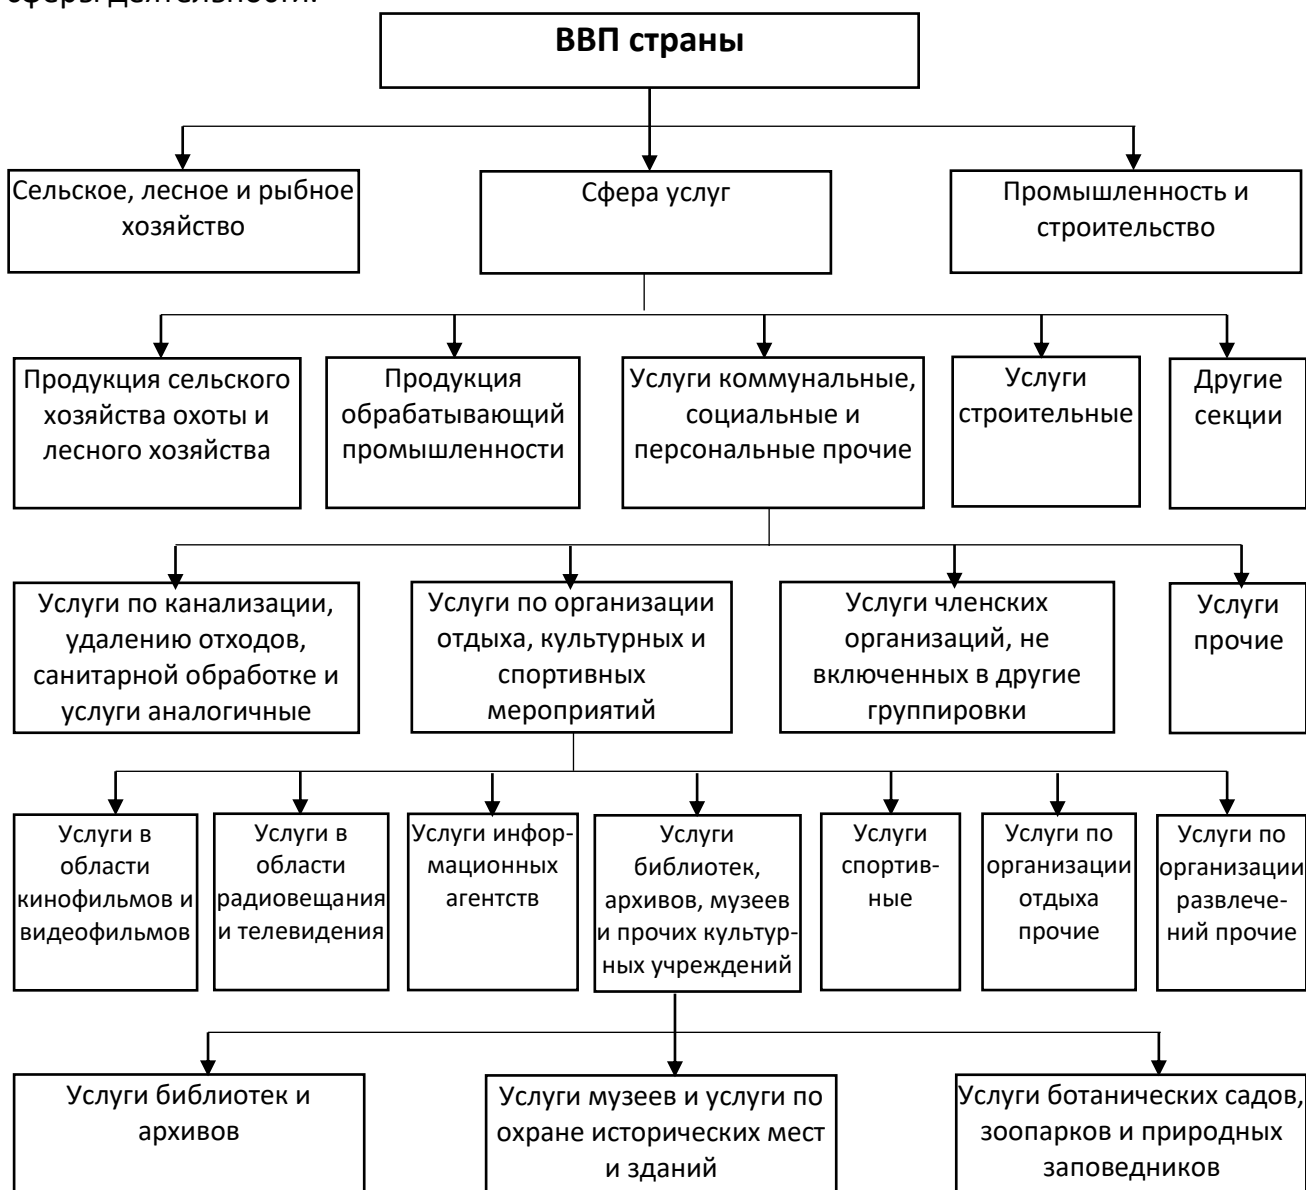 сферы деятельности.
ВВП страны
Сельское, лесное и рыбное
хозяйство
Сфера услуг
Промышленность и
строительство
Продукция сельского
хозяйства охоты и
лесного хозяйства
Продукция
обрабатывающий
промышленности
Услуги коммунальные,
социальные и
персональные прочие
Услуги
строительные
Другие
секции
Услуги по канализации,
удалению отходов,
санитарной обработке и
услуги аналогичные
Услуги по организации
отдыха, культурных и
спортивных
мероприятий
Услуги членских
организаций, не
включенных в другие
группировки
Услуги
прочие
Услуги в
области
кинофильмов и
видеофильмов
Услуги в
области
радиовещания
и телевидения
Услуги инфор-
мационных
агентств
Услуги
библиотек,
архивов, музеев
и прочих культур-
ных учреждений
Услуги
спортив-
ные
Услуги по
организации
отдыха
прочие
Услуги по
организации
развлече-
ний прочие
Услуги библиотек и
архивов
Услуги музеев и услуги по
охране исторических мест
и зданий
Услуги ботанических садов,
зоопарков и природных
заповедников